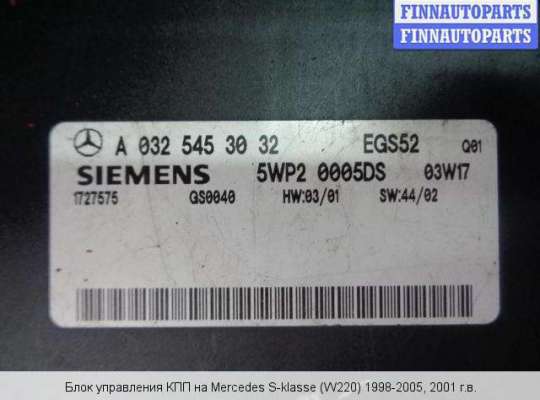 FINNAUTOPARTS
FINNAUTOPARTS
A 032 545 30 32 EGS52 Q01
SIEMENS 5WP2 0005DS 03W17
1727575 GS0040 HW:03/01 SW:44/02
Блок управления КПП на Mercedes S-klasse (W220) 1998-2005, 2001 г.в.